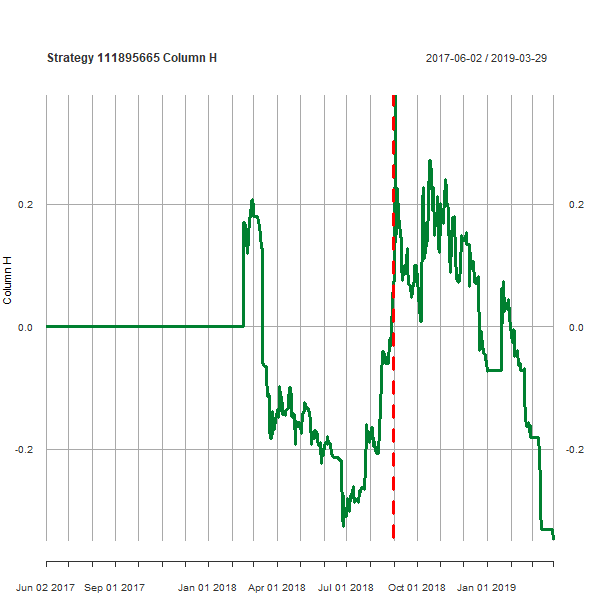 Strategy 111895665 Column H
2017-06-02 / 2019-03-29
Column H
0.2
0.2
0.0
0.0
-0.2
-0.2
Jun 02 2017
Sep 01 2017
Jan 01 2018
Apr 01 2018
Jul 01 2018
Oct 01 2018
Jan 01 2019